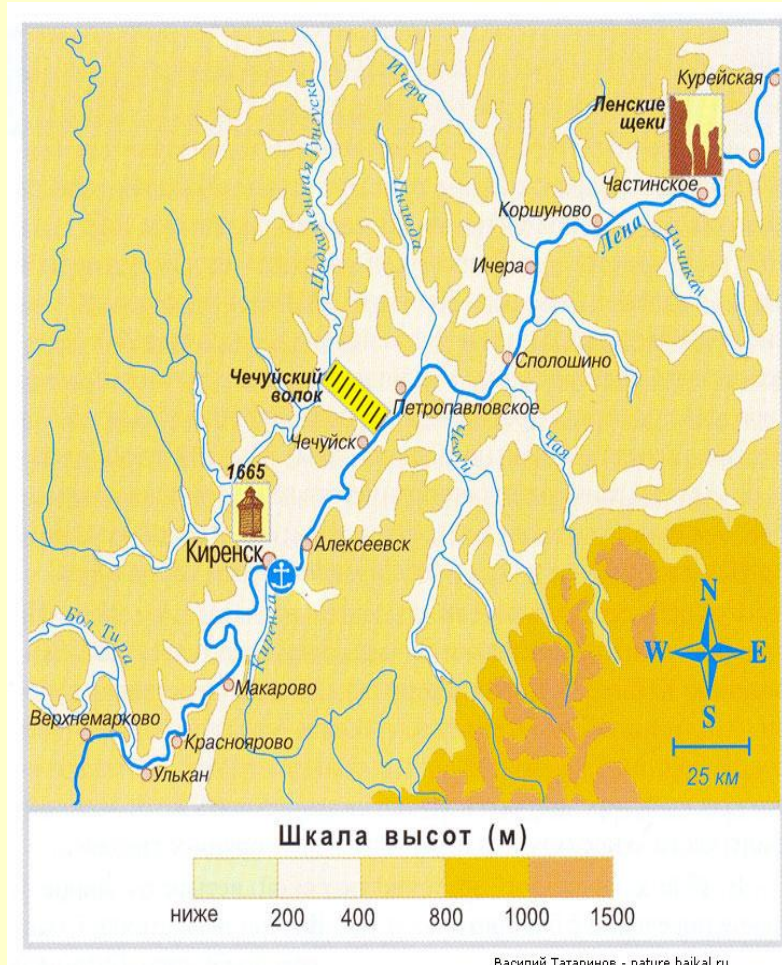 Ичера
Курейская
Ленские
щеки
Подкаменная Тунгуска
Пилюда
Частинское
Коршуново
Лена
Чичикан
Ичера
Чечуйский
волок
Сполошино
Петропавловское
Чечуйск
Чечуй
Чая
1665
Киренск
Алексеевск
Киренга
Бол. Тира
N
W E
S
Макарово
Верхнемарково
Красноярово
Улькан
25 км
Шкала высот (м)
ниже 200 400 800 1000 1500
Василий Татаринов - nature.baikal.ru